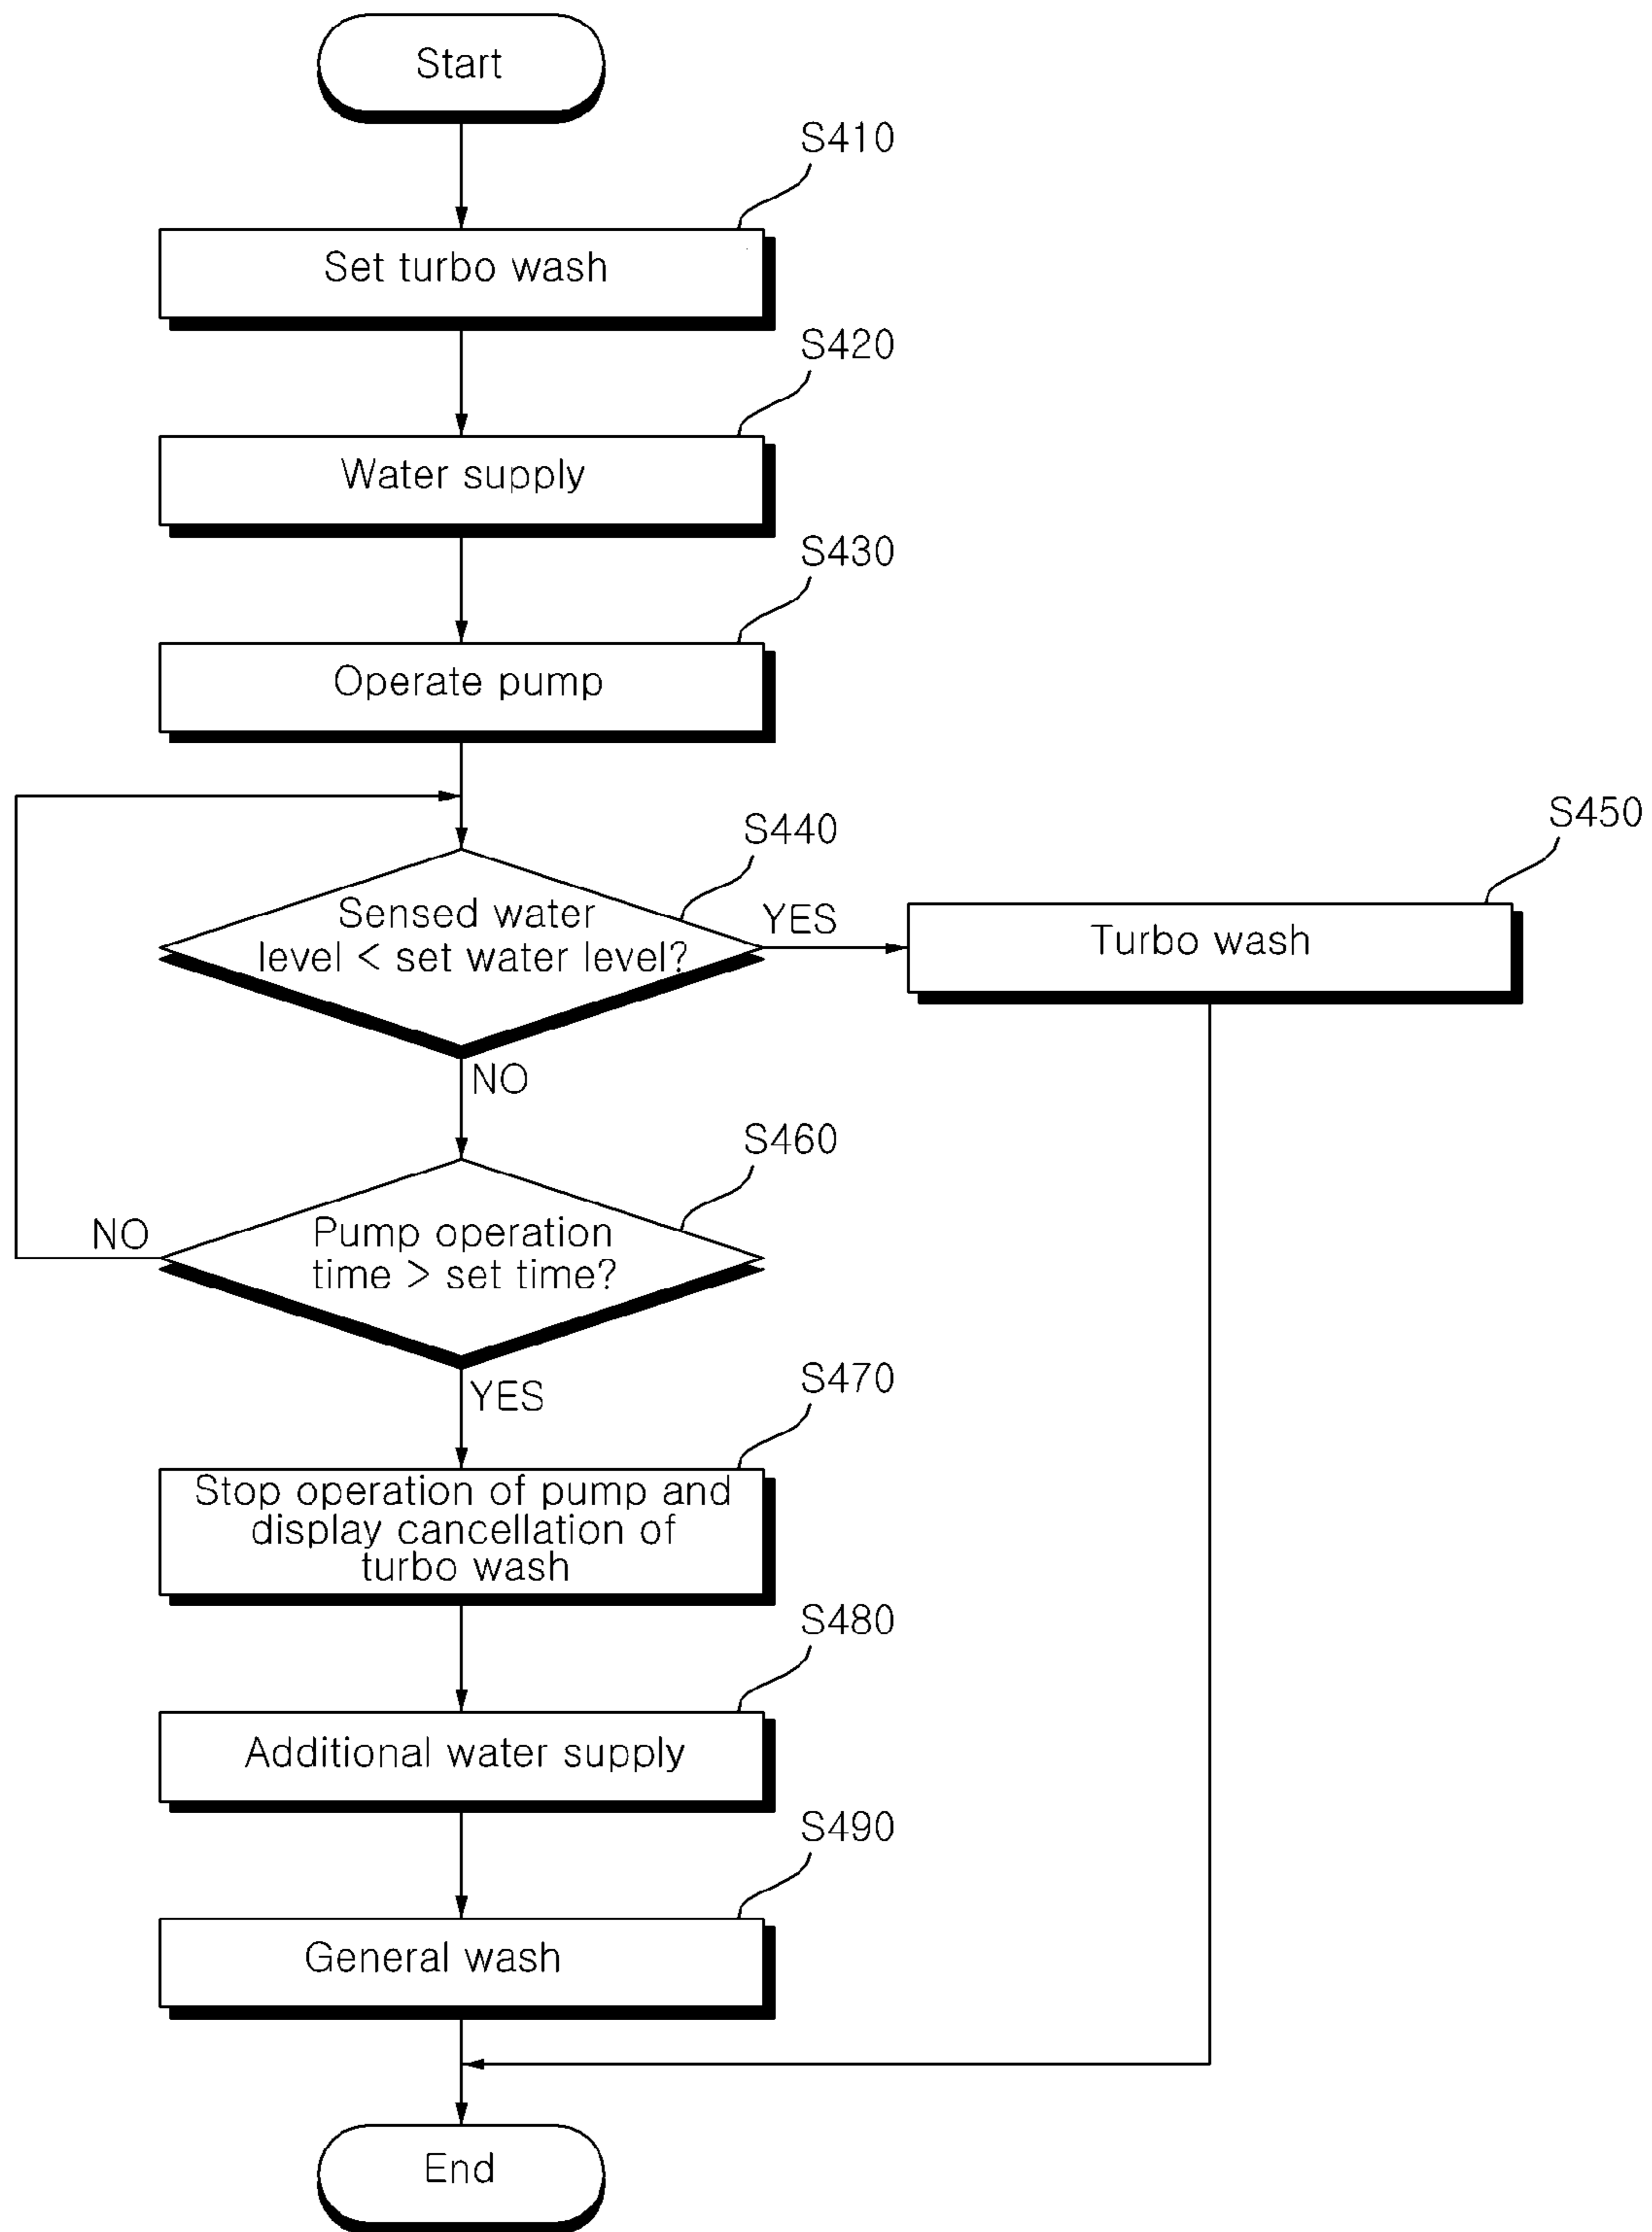 Start
S410
Set turbo wash
S420
Water supply
S430
Operate pump
S440
Sensed water
level < set water level?
YES
S450
Turbo wash
NO
S460
Pump operation
time > set time?
NO
YES
S470
Stop operation of pump and
display cancellation of
turbo wash
S480
Additional water supply
S490
General wash
End